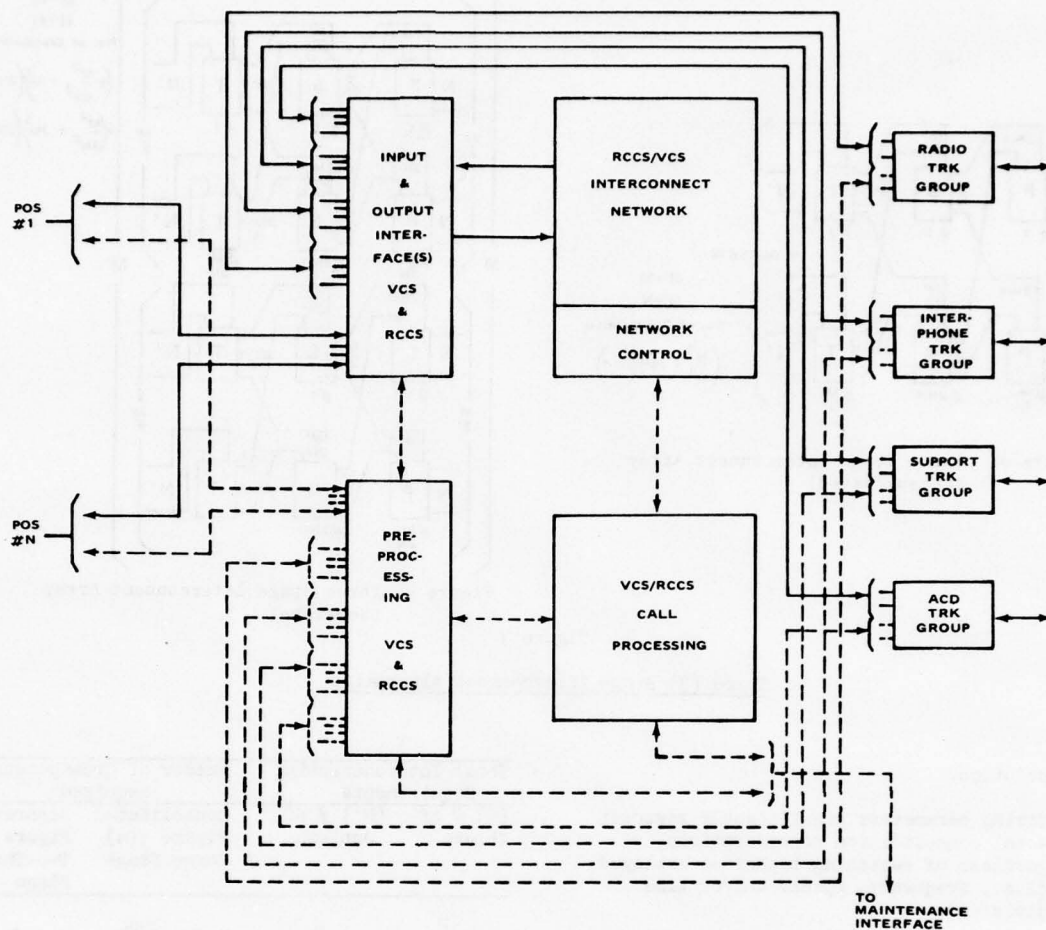 POS
#1
POS
#N
INPUT
&
OUTPUT
INTER-
FACE(S)
VCS
&
RCCS
RCCS/VCS
INTERCONNECT
NETWORK
NETWORK
CONTROL
PRE-
PROC-
ESS-
ING
VCS
&
RCCS
VCS/RCCS
CALL
PROCESSING
RADIO
TRK
GROUP
INTER-
PHONE
TRK
GROUP
SUPPORT
TRK
GROUP
ACD
TRK
GROUP
TO
MAINTENANCE
INTERFACE